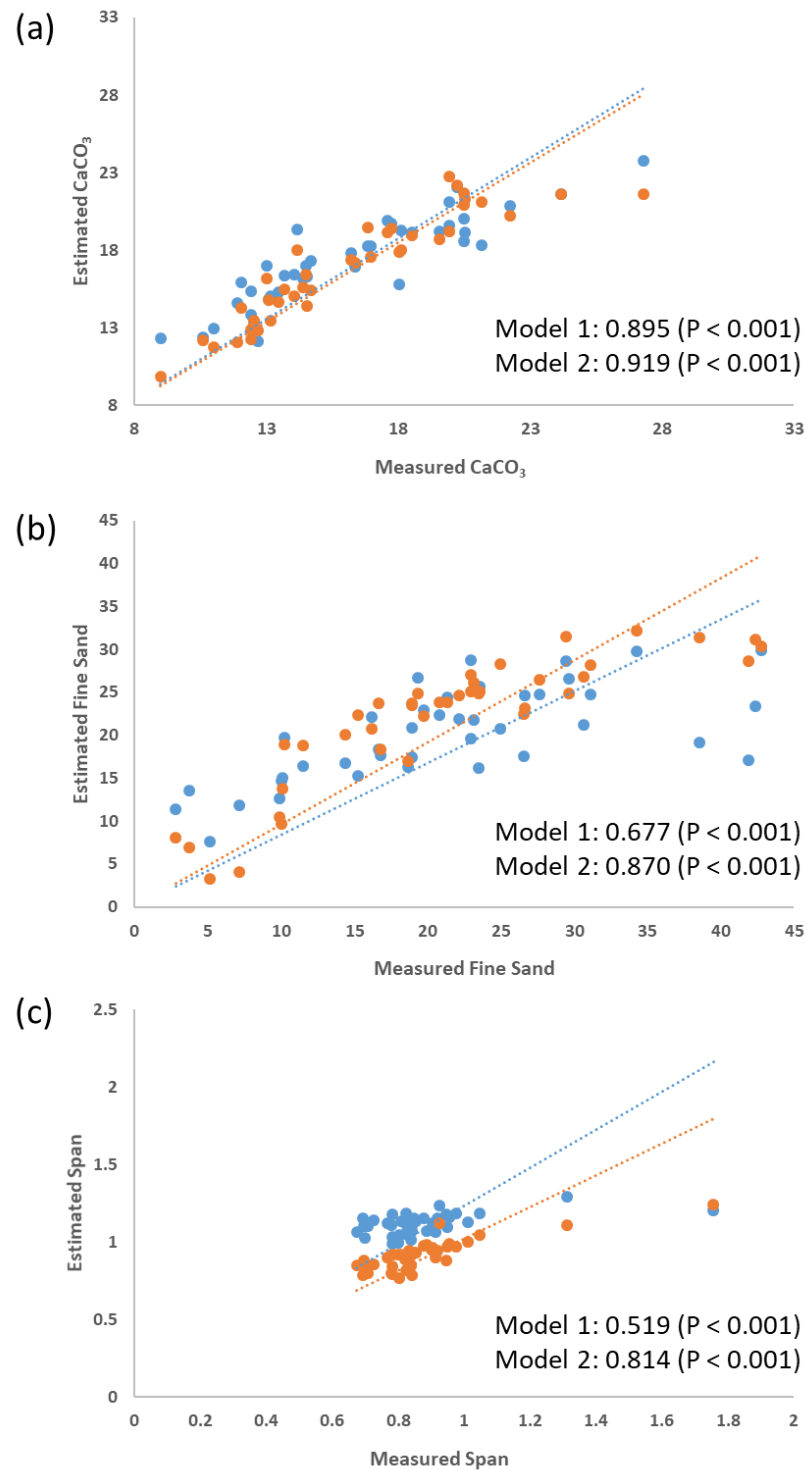 (a)
33
28
23
18
13
8
Estimated CaCO₃
Model 1: 0.895 (P < 0.001)
Model 2: 0.919 (P < 0.001)
8 13 18 23 28 33
Measured CaCO₃
(b)
45
40
35
30
25
20
15
10
5
0
Estimated Fine Sand
Model 1: 0.677 (P < 0.001)
Model 2: 0.870 (P < 0.001)
0 5 10 15 20 25 30 35 40 45
Measured Fine Sand
(c)
2.5
2
1.5
1
0.5
0
Estimated Span
Model 1: 0.519 (P < 0.001)
Model 2: 0.814 (P < 0.001)
0 0.2 0.4 0.6 0.8 1 1.2 1.4 1.6 1.8 2
Measured Span